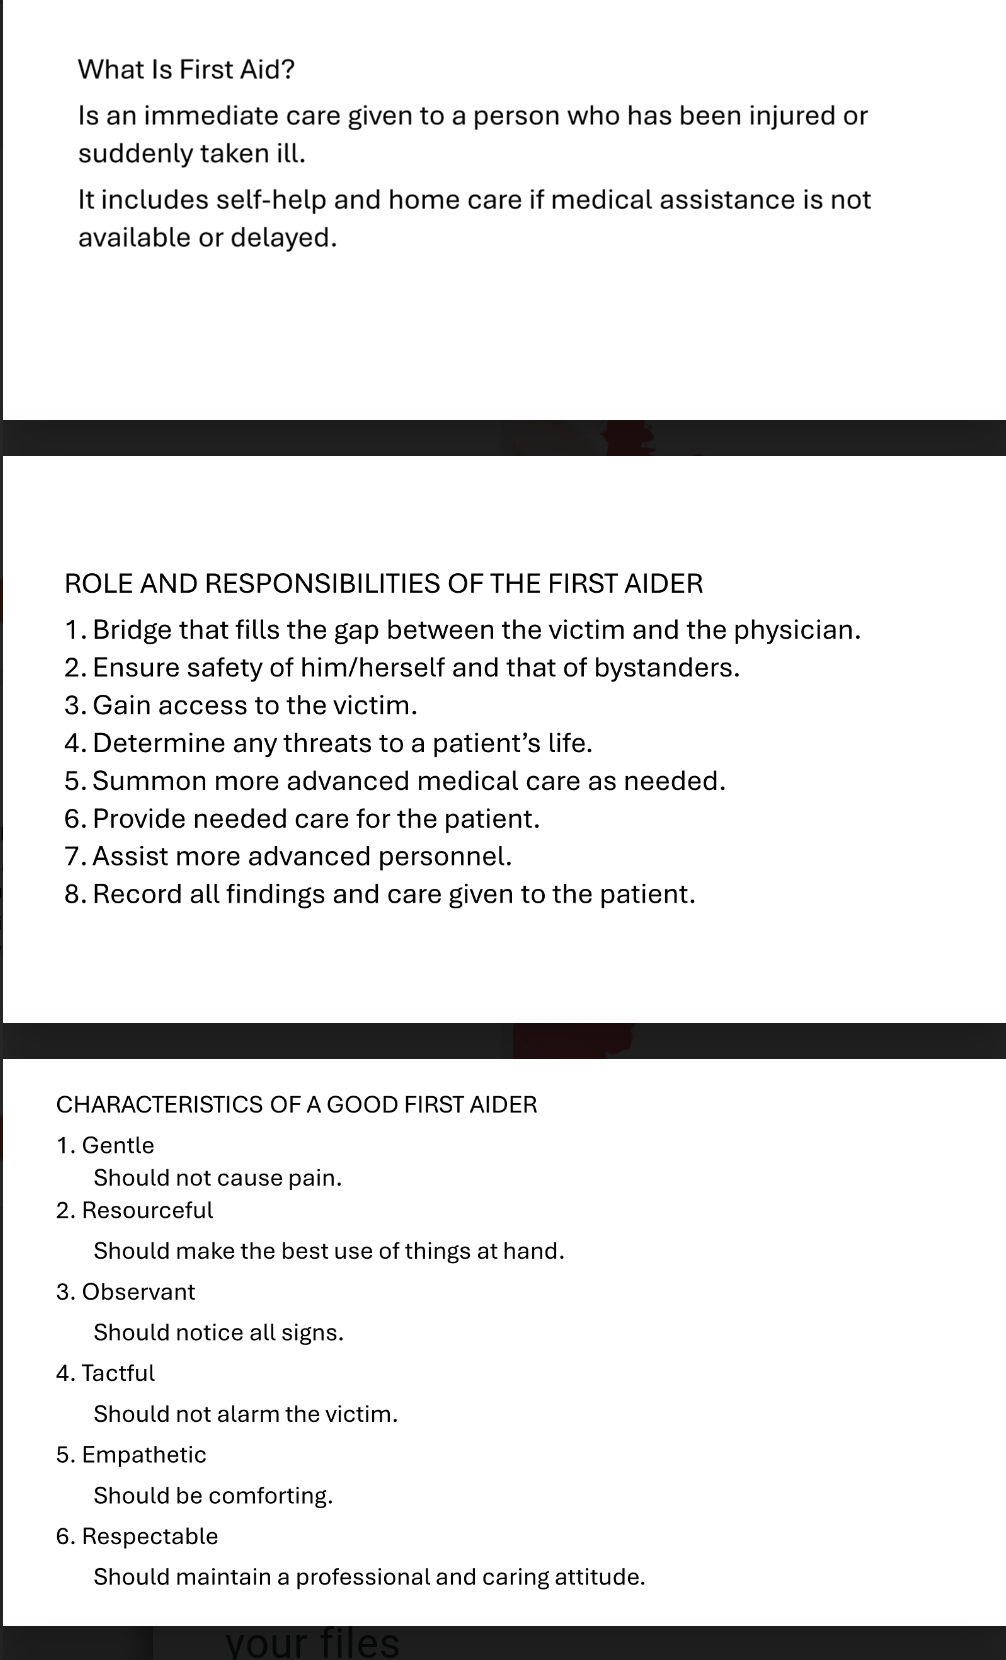 What Is First Aid?
Is an immediate care given to a person who has been injured or
suddenly taken ill.
It includes self-help and home care if medical assistance is not
available or delayed.
ROLE AND RESPONSIBILITIES OF THE FIRST AIDER
1. Bridge that fills the gap between the victim and the physician.
2. Ensure safety of him/herself and that of bystanders.
3. Gain access to the victim.
4. Determine any threats to a patient’s life.
5. Summon more advanced medical care as needed.
6. Provide needed care for the patient.
7. Assist more advanced personnel.
8. Record all findings and care given to the patient.
CHARACTERISTICS OF A GOOD FIRST AIDER
1. Gentle
Should not cause pain.
2. Resourceful
Should make the best use of things at hand.
3. Observant
Should notice all signs.
4. Tactful
Should not alarm the victim.
5. Empathetic
Should be comforting.
6. Respectable
Should maintain a professional and caring attitude.
your files